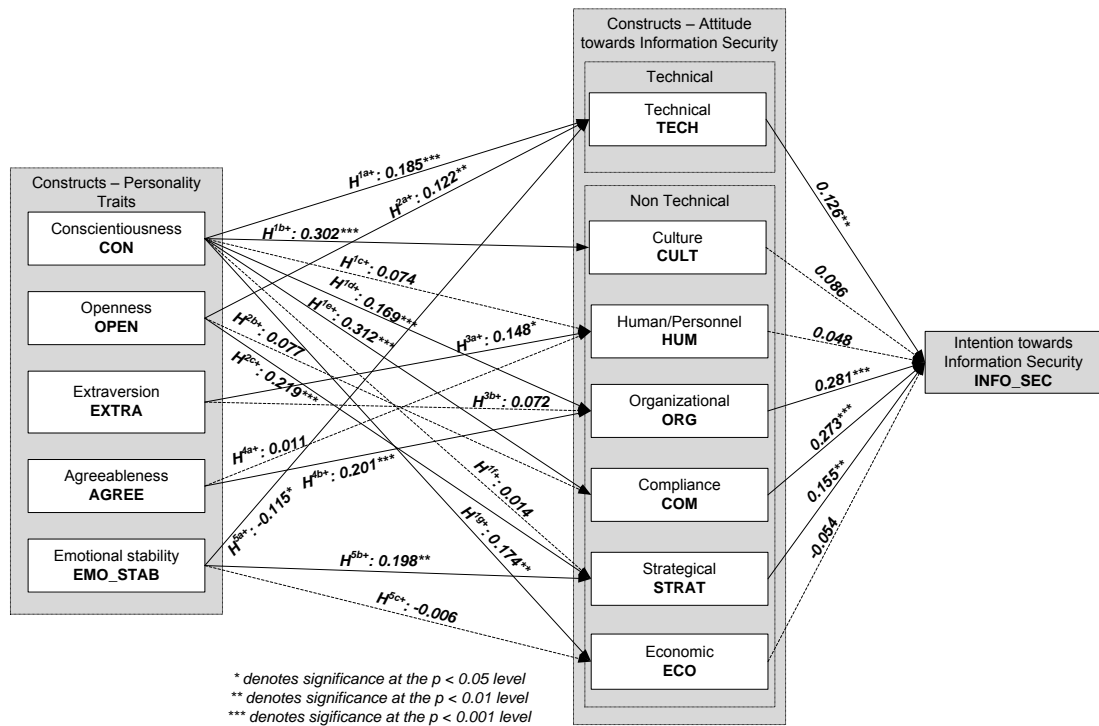 Constructs – Attitude
towards Information Security
Technical
Technical
TECH
Constructs – Personality
Traits
Conscientiousness
CON
Openness
OPEN
Extraversion
EXTRA
Agreeableness
AGREE
Emotional stability
EMO_STAB
Non Technical
Culture
CULT
Human/Personnel
HUM
Organizational
ORG
Compliance
COM
Strategical
STRAT
Economic
ECO
Intention towards
Information Security
INFO_SEC
H1a+: 0.185***
H2a+: 0.122**
H1b+: 0.302***
H1c+: 0.074
H1d+:
0.169***
H1e+:
0.312***
H2b+:
0.077
H2c+:
0.219***
H3a+: 0.148*
H3b+: 0.072
H4a+: 0.011
H4b+: 0.201***
H1f+:
0.014
H1g+:
0.174**
H5a+: -0.115*
H5b+: 0.198**
H5c+: -0.006
0.126**
0.086
0.048
0.281***
0.273***
0.155**
-0.054
* denotes significance at the p < 0.05 level
** denotes significance at the p < 0.01 level
*** denotes sigificance at the p < 0.001 level